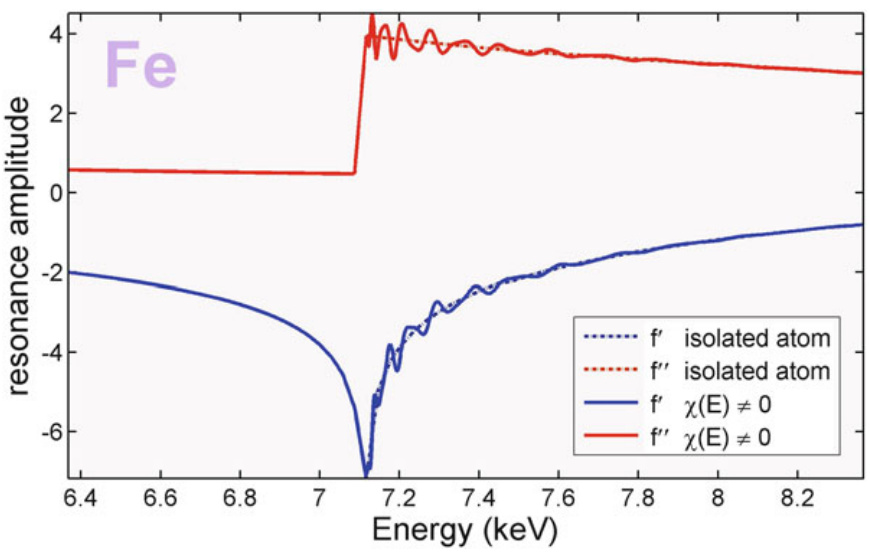 Fe
resonance amplitude
4
2
0
-2
-4
-6
6.4 6.6 6.8 7 7.2 7.4 7.6 7.8 8 8.2
Energy (keV)
f′ isolated atom
f′′ isolated atom
f′ χ(E) ≠ 0
f′′ χ(E) ≠ 0